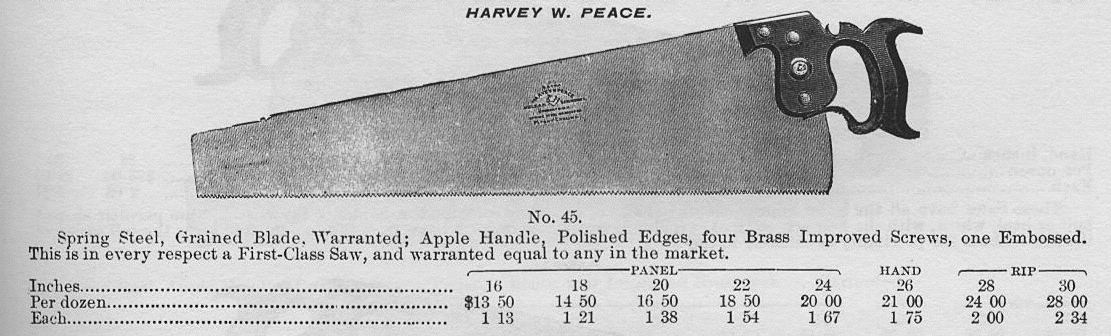 HARVEY W. PEACE.
No. 45.
Spring Steel, Grained Blade, Warranted; Apple Handle, Polished Edges, four Brass Improved Screws, one Embossed.
This is in every respect a First-Class Saw, and warranted equal to any in the market.
PANEL HAND RIP
Inches 16 18 20 22 24 26 28 30
Per dozen $13 50 14 50 16 50 18 50 20 00 21 00 24 00 28 00
Each 1 13 1 21 1 38 1 54 1 67 1 75 2 00 2 34